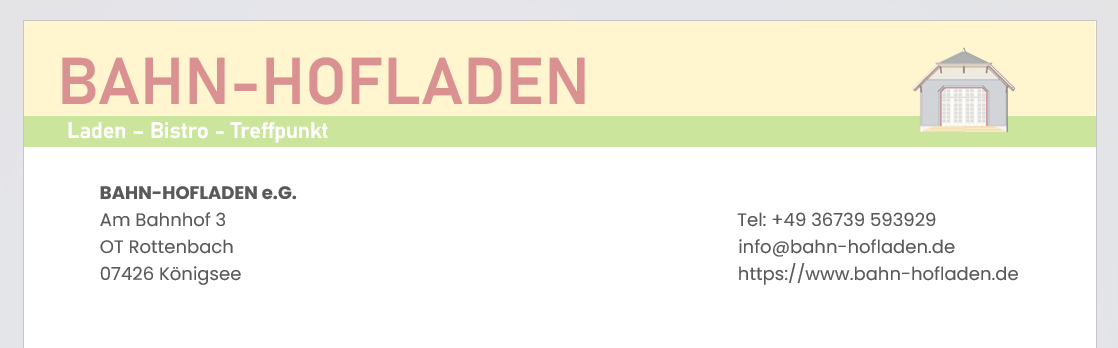 BAHN-HOFLADEN
Laden – Bistro - Treffpunkt
BAHN-HOFLADEN e.G.
Am Bahnhof 3
OT Rottenbach
07426 Königsee
Tel: +49 36739 593929
info@bahn-hofladen.de
https://www.bahn-hofladen.de